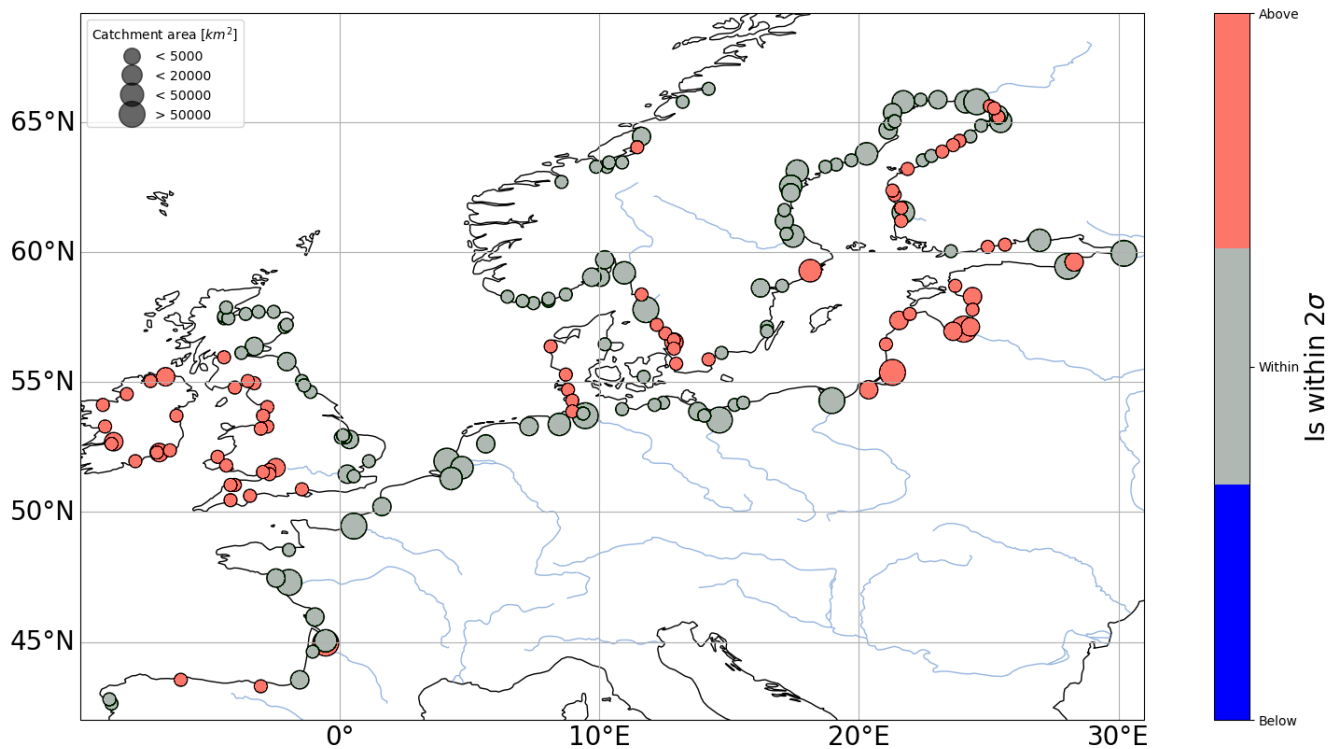 Catchment area [km²]
< 5000
< 20000
< 50000
> 50000
65°N
60°N
55°N
50°N
45°N
0°
10°E
20°E
30°E
Above
Within
Below
Is within 2σ